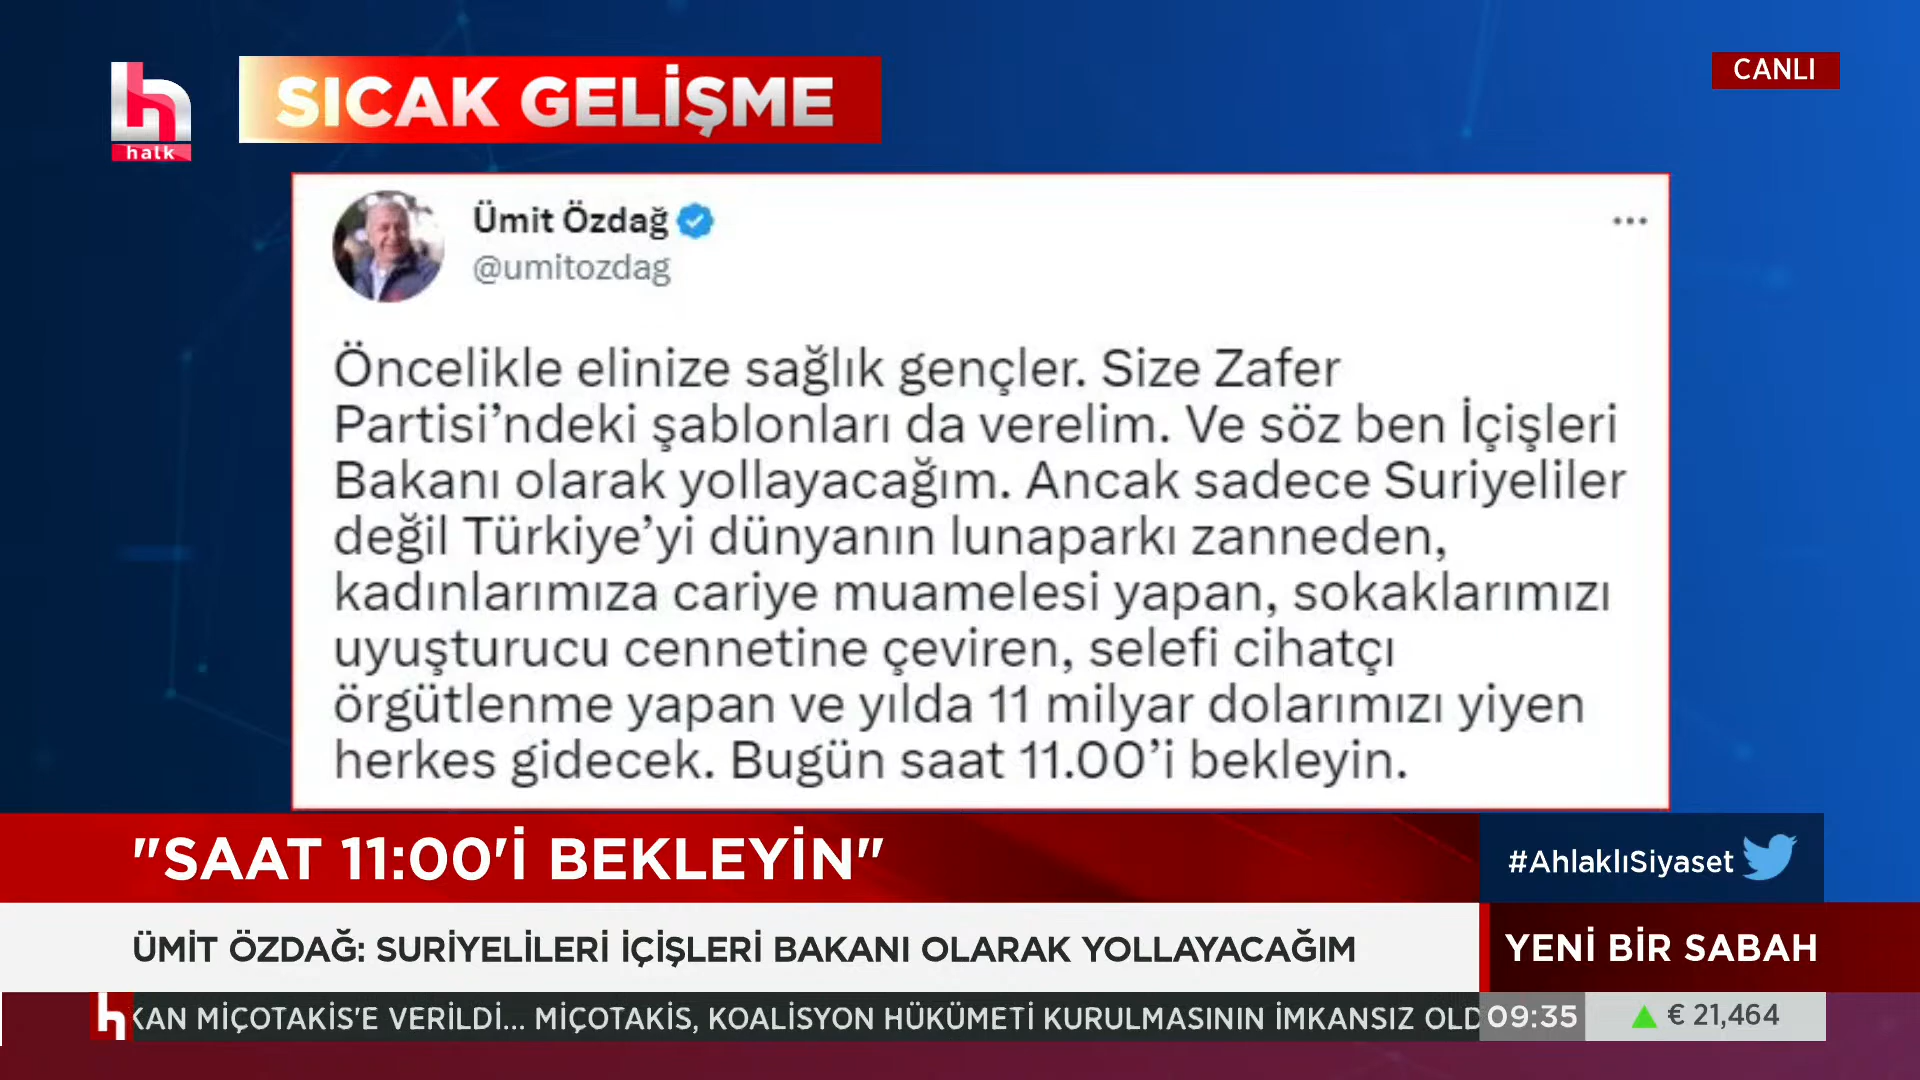 SICAK GELİŞME
CANLI
h
halk
Ümit Özdağ
@umitozdag
Öncelikle elinize sağlık gençler. Size Zafer
Partisi’ndeki şablonları da verelim. Ve söz ben İçişleri
Bakanı olarak yollayacağım. Ancak sadece Suriyeliler
değil Türkiye’yi dünyanın lunaparkı zanneden,
kadınlarımıza cariye muamelesi yapan, sokaklarımızı
uyuşturucu cennetine çeviren, selefi cihatçı
örgütlenme yapan ve yılda 11 milyar dolarımızı yiyen
herkes gidecek. Bugün saat 11.00’i bekleyin.
"SAAT 11:00'İ BEKLEYİN"
#AhlaklıSiyaset
ÜMİT ÖZDAĞ: SURİYELİLERİ İÇİŞLERİ BAKANI OLARAK YOLLAYACAĞIM
YENİ BİR SABAH
h KAN MİÇOTAKİS'E VERİLDİ... MİÇOTAKİS, KOALİSYON HÜKÜMETİ KURULMASININ İMKANSIZ OLD
09:35
€ 21,464